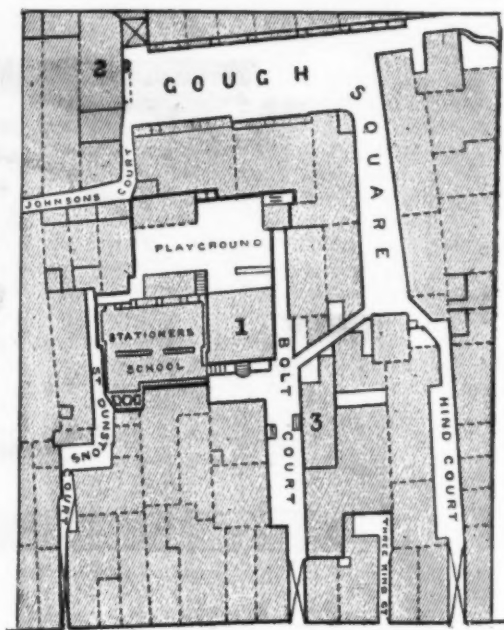 2
GOUGH
SQUARE
JOHNSONS COURT
PLAYGROUND
STATIONERS
SCHOOL
1
BOLT COURT
3
ST DUNSTONS COURT
HIND COURT
THREE KING CT